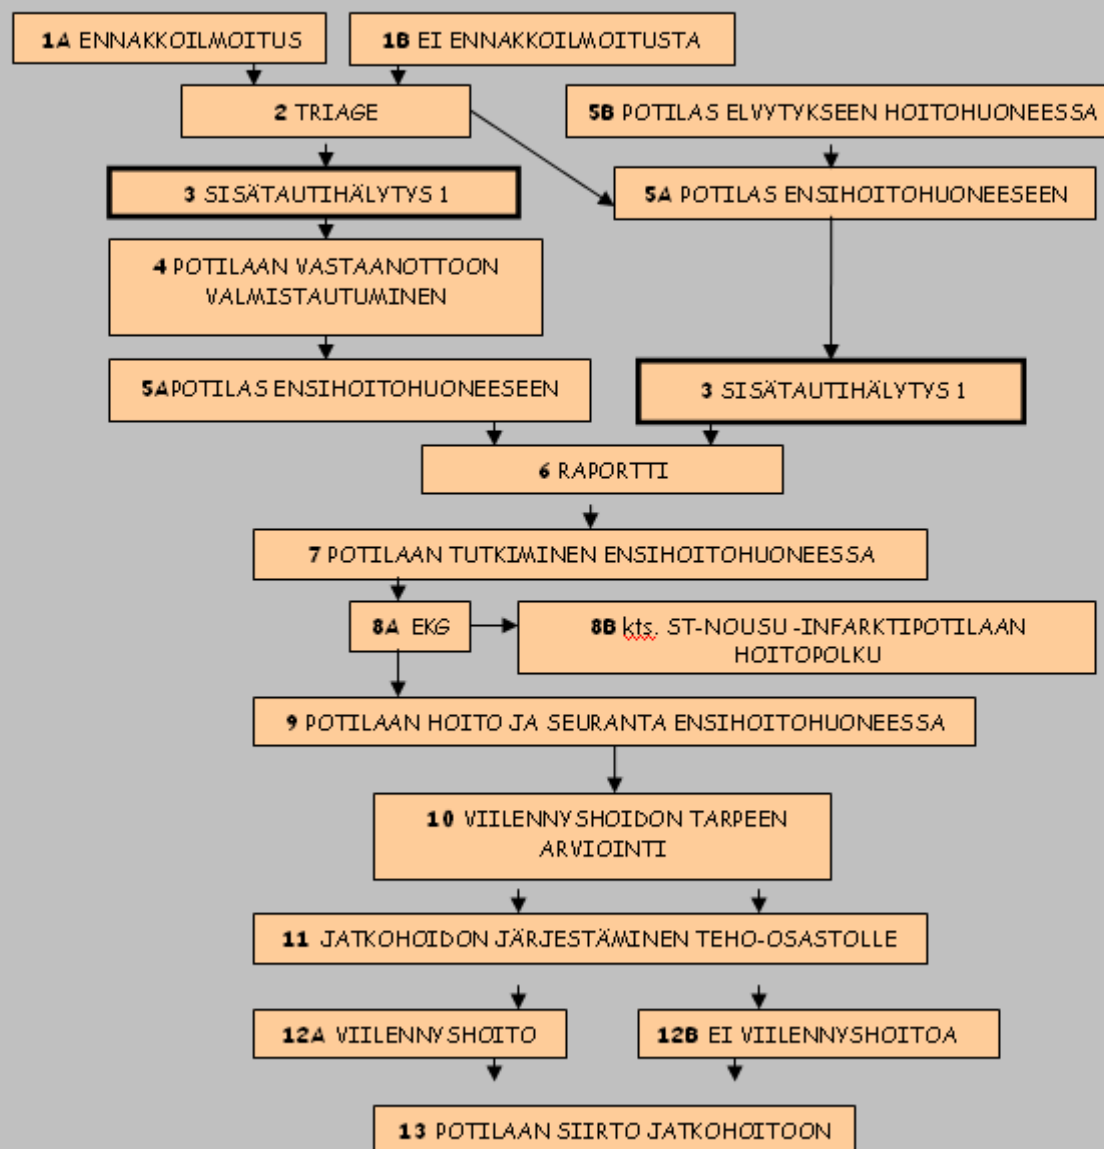 1A ENNAKKOILMOITUS
1B EI ENNAKKOILMOITUSTA
2 TRIAGE
5B POTILAS ELVYTYKSEEN HOITOHUONEESSA
3 SISÄTAUTIHÄLYTYS 1
5A POTILAS ENSIHOITOHUONEESEEN
4 POTILAAN VASTAANOTTOON
VALMISTAUTUMINEN
5APOTILAS ENSIHOITOHUONEESEEN
3 SISÄTAUTIHÄLYTYS 1
6 RAPORTTI
7 POTILAAN TUTKIMINEN ENSIHOITOHUONEESSA
8A EKG
8B kts. ST-NOUSU -INFARKTIPOTILAAN
HOITOPOLKU
9 POTILAAN HOITO JA SEURANTA ENSIHOITOHUONEESSA
10 VIILENNYSHOIDON TARPEEN
ARVIOINTI
11 JATKOHOIDON JÄRJESTÄMINEN TEHO-OSASTOLLE
12A VIILENNYSHOITO
12B EI VIILENNYSHOITOA
13 POTILAAN SIIRTO JATKOHOITOON